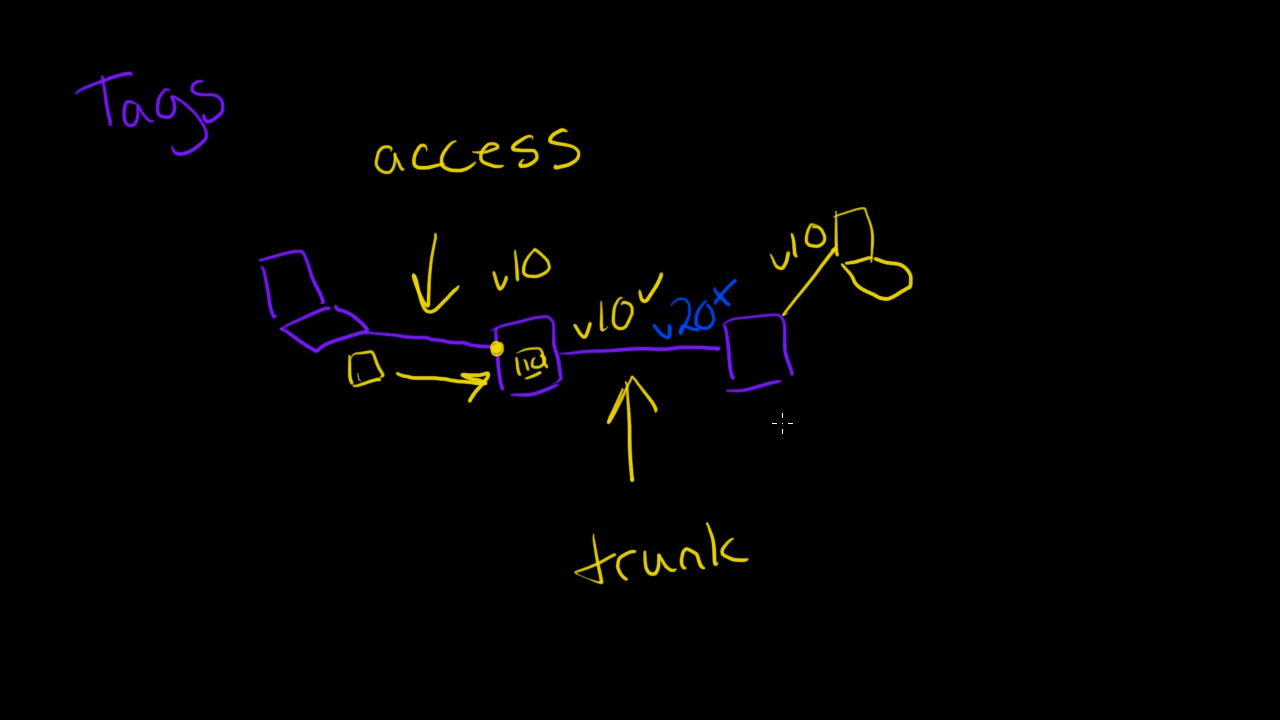 Tags
access
v10
v10
v10 ✓
v20 x
trunk